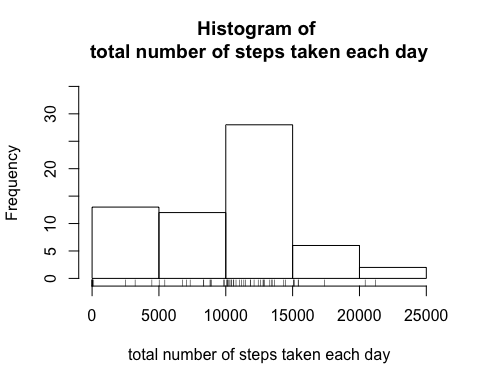 Histogram of
total number of steps taken each day
Frequency
30
20
10
5
0
0 5000 10000 15000 20000 25000
total number of steps taken each day